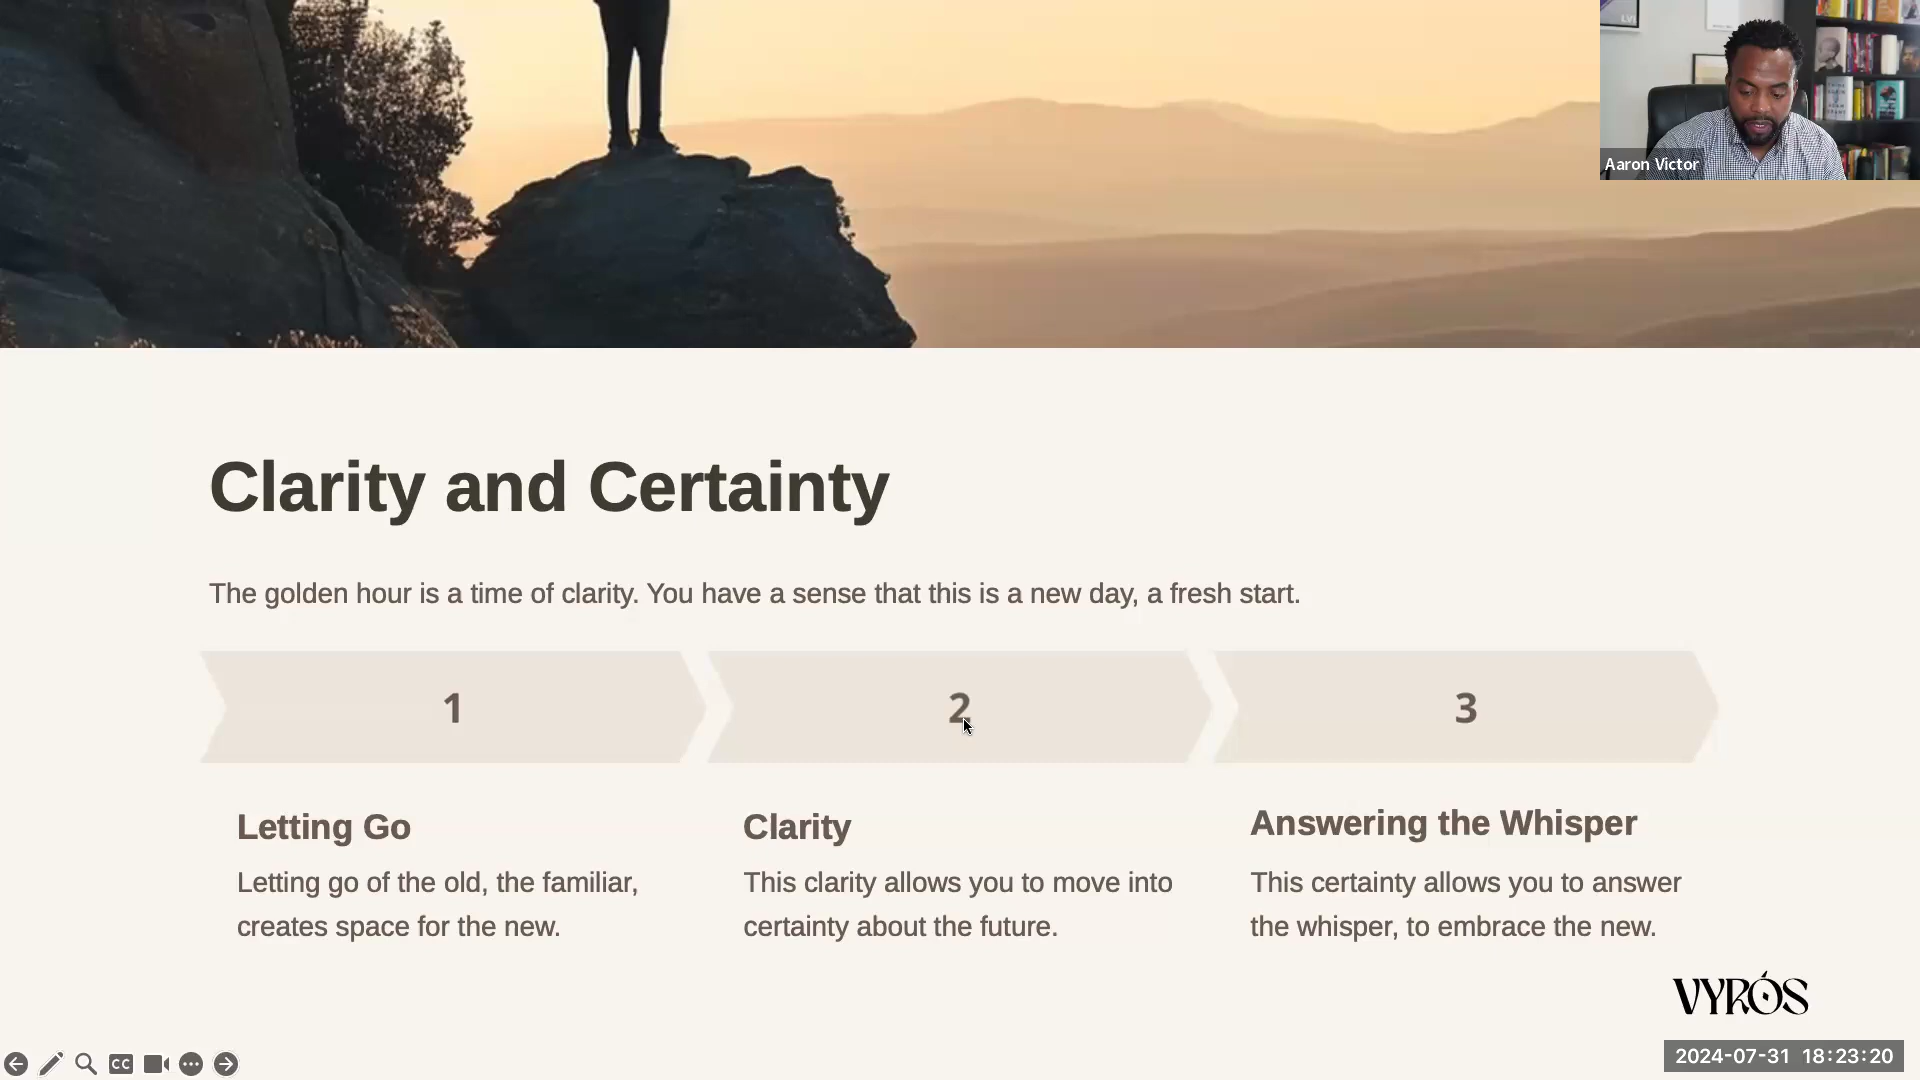 LVL
Aaron Victor
Clarity and Certainty
The golden hour is a time of clarity. You have a sense that this is a new day, a fresh start.
1
2
3
Letting Go
Letting go of the old, the familiar,
creates space for the new.
Clarity
This clarity allows you to move into
certainty about the future.
Answering the Whisper
This certainty allows you to answer
the whisper, to embrace the new.
VYRÓS
CC
2024-07-31 18:23:20